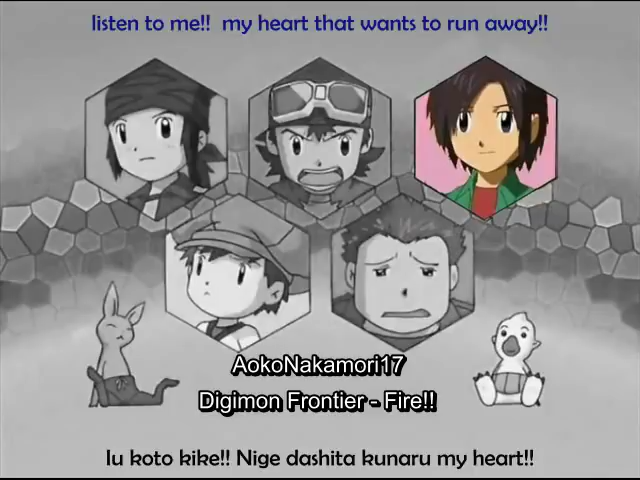 listen to me!! my heart that wants to run away!!
AokoNakamori17
Digimon Frontier - Fire!!
Iu koto kike!! Nige dashita kunaru my heart!!